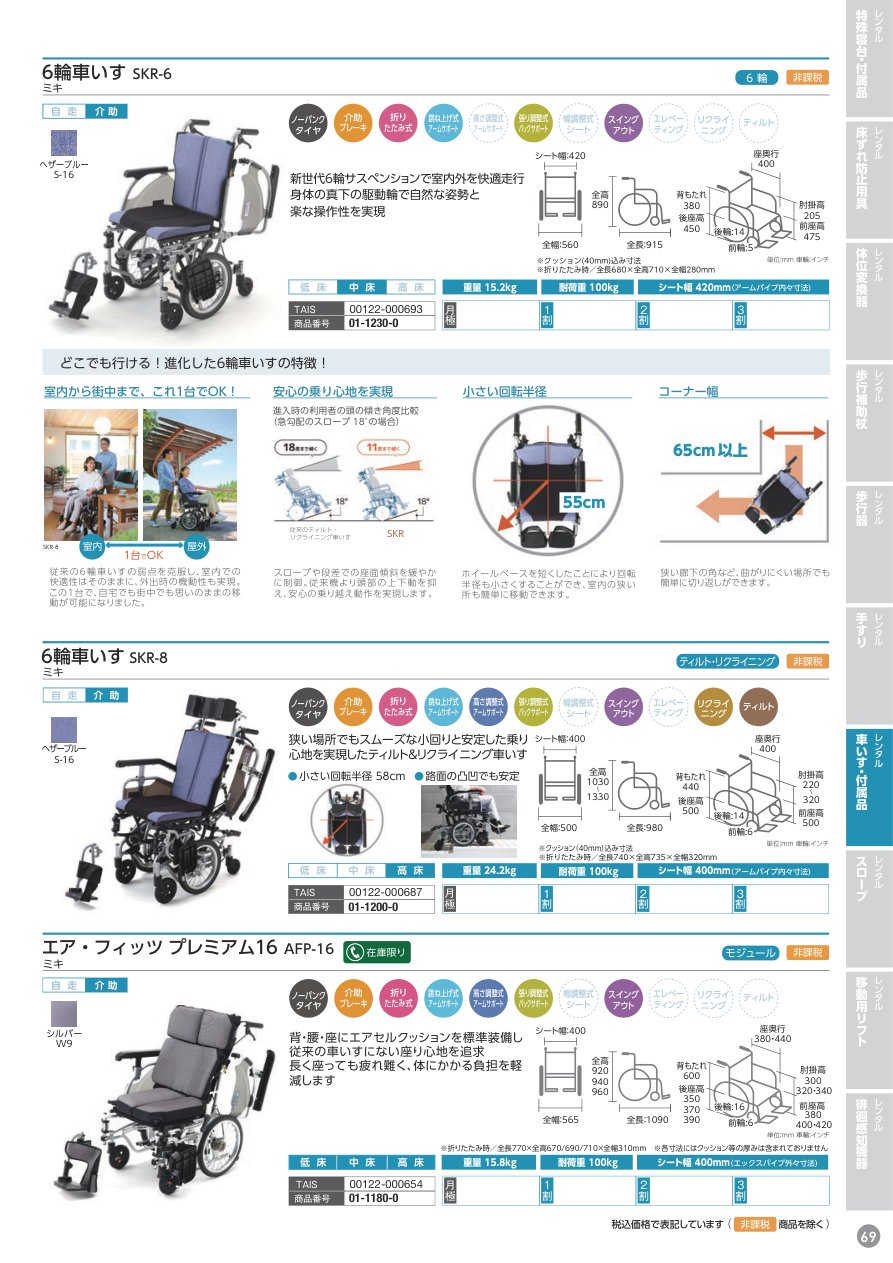 6輪車いす SKR-6
ミキ
6 輪
非課税
自 走 介 助
ヘザーブルー
S-16
ノーパンク
タイヤ
介助
ブレーキ
折り
たたみ式
跳ね上げ式
アームサポート
高さ調整式
アームサポート
張り調整式
バックサポート
幅調整式
シート
スイング
アウト
エレベー
ティング
リクライ
ニング
ティルト
新世代6輪サスペンションで室内外を快適走行
身体の真下の駆動輪で自然な姿勢と
楽な操作性を実現
シート幅:420
全幅:560
全高
890
全長:915
座奥行
400
背もたれ
380
後座高
450
後輪:14
前輪:5
肘掛高
205
前座高
475
単位:mm 車輪:インチ
※クッション(40mm)込み寸法
※折りたたみ時／全長680×全高710×全幅280mm
低 床 中 床 高 床 重量 15.2kg 耐荷重 100kg シート幅 420mm(アームパイプ内々寸法)
TAIS 00122-000693
商品番号 01-1230-0
月極 1割 2割 3割
どこでも行ける！進化した6輪車いすの特徴！
室内から街中まで、これ1台でOK！
SKR-8
室内
屋外
1台でOK
従来の6輪車いすの弱点を克服し、室内での
快適性はそのままに、外出時の機動性も実現。
この1台で、自宅でも街中でも思いのままの移
動が可能になりました。
安心の乗り心地を実現
進入時の利用者の頭の傾き角度比較
(急勾配のスロープ 18°の場合)
18度まで傾く
11度まで傾く
18°
18°
従来のティルト・
リクライニング車いす
SKR
スロープや段差での座面傾斜を緩やか
に制御。従来機より頭部の上下動を抑
え、安心の乗り越え動作を実現します。
小さい回転半径
55cm
ホイールベースを短くしたことにより回転
半径も小さくすることができ、室内の狭い
所も簡単に移動できます。
コーナー幅
65cm以上
狭い廊下の角など、曲がりにくい場所でも
簡単に切り返しができます。
6輪車いす SKR-8
ミキ
ティルト・リクライニング
非課税
自 走 介 助
ヘザーブルー
S-16
ノーパンク
タイヤ
介助
ブレーキ
折り
たたみ式
跳ね上げ式
アームサポート
高さ調整式
アームサポート
張り調整式
バックサポート
幅調整式
シート
スイング
アウト
エレベー
ティング
リクライ
ニング
ティルト
狭い場所でもスムーズな小回りと安定した乗り
心地を実現したティルト&リクライニング車いす
●小さい回転半径 58cm ●路面の凸凹でも安定
シート幅:400
全幅:500
全高
1030
〜
1330
全長:980
座奥行
400
背もたれ
440
後座高
500
後輪:14
前輪:6
肘掛高
220
〜
320
前座高
500
単位:mm 車輪:インチ
※クッション(40mm)込み寸法
※折りたたみ時／全長740×全高735×全幅320mm
低 床 中 床 高 床 重量 24.2kg 耐荷重 100kg シート幅 400mm(アームパイプ内々寸法)
TAIS 00122-000687
商品番号 01-1200-0
月極 1割 2割 3割
エア・フィッツ プレミアム16 AFP-16 在庫限り
ミキ
モジュール
非課税
自 走 介 助
シルバー
W9
ノーパンク
タイヤ
介助
ブレーキ
折り
たたみ式
跳ね上げ式
アームサポート
高さ調整式
アームサポート
張り調整式
バックサポート
幅調整式
シート
スイング
アウト
エレベー
ティング
リクライ
ニング
ティルト
背・腰・座にエアセルクッションを標準装備し
従来の車いすにない座り心地を追求
長く座っても疲れ難く、体にかかる負担を軽
減します
シート幅:400
全幅:565
全高
920
940
960
全長:1090
座奥行
380・440
背もたれ
600
後座高
350
370
390
後輪:16
前輪:6
肘掛高
300
320・340
前座高
380
400・420
単位:mm 車輪:インチ
※折りたたみ時／全長770×全高670/690/710×全幅310mm ※各寸法にはクッション等の厚みは含まれておりません
低 床 中 床 高 床 重量 15.8kg 耐荷重 100kg シート幅 400mm(エックスパイプ外々寸法)
TAIS 00122-000654
商品番号 01-1180-0
月極 1割 2割 3割
税込価格で表記しています（ 非課税 商品を除く）
レンタル
特殊寝台・付属品
レンタル
床ずれ防止用具
レンタル
体位変換器
レンタル
歩行補助杖
レンタル
歩行器
レンタル
手すり
レンタル
車いす・付属品
レンタル
スロープ
レンタル
移動用リフト
レンタル
徘徊感知機器
69